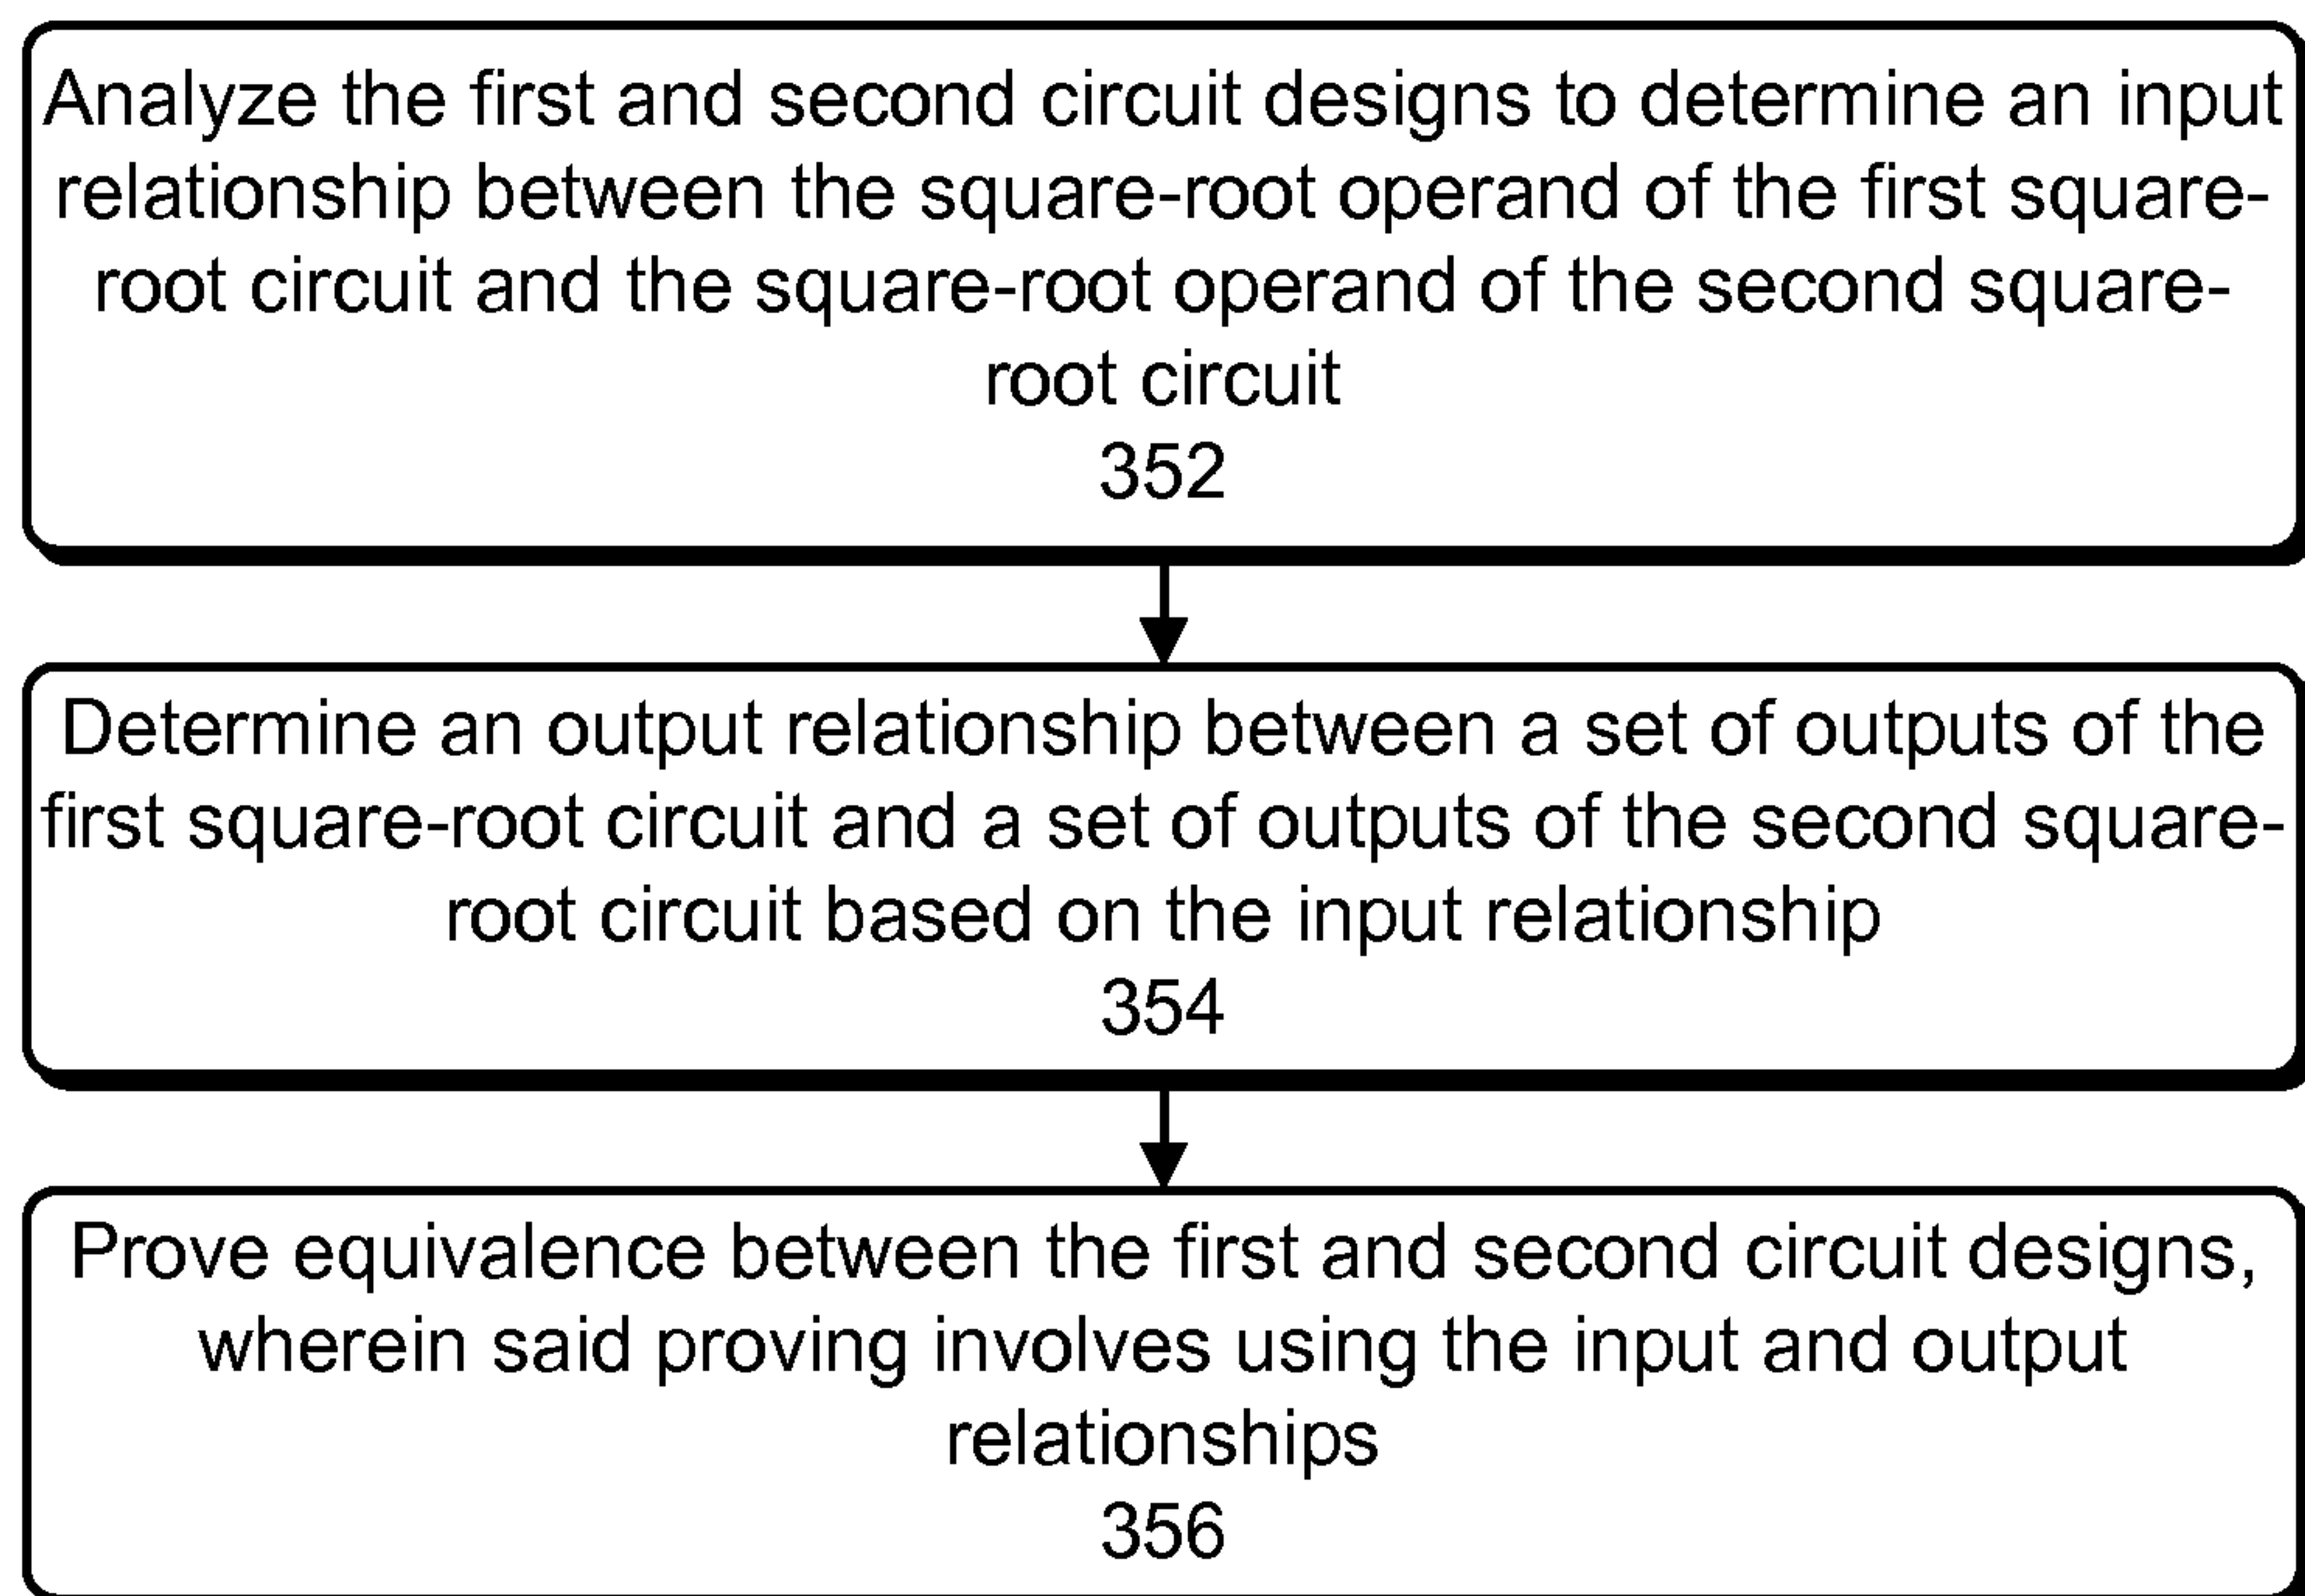 Analyze the first and second circuit designs to determine an input
relationship between the square-root operand of the first square-
root circuit and the square-root operand of the second square-
root circuit
352
Determine an output relationship between a set of outputs of the
first square-root circuit and a set of outputs of the second square-
root circuit based on the input relationship
354
Prove equivalence between the first and second circuit designs,
wherein said proving involves using the input and output
relationships
356